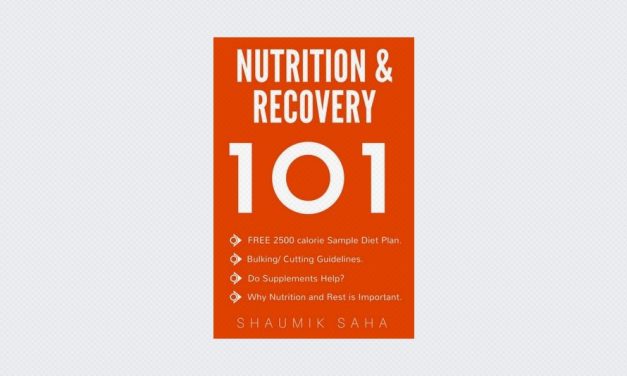 NUTRITION &
RECOVERY
101
FREE 2500 calorie Sample Diet Plan.
Bulking/ Cutting Guidelines.
Do Supplements Help?
Why Nutrition and Rest is Important.
SHAUMIK SAHA